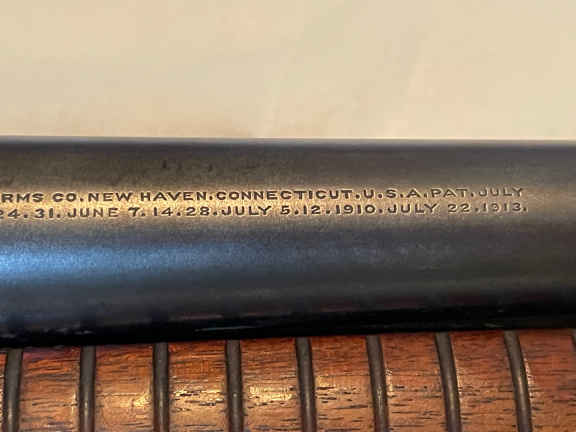 RMS CO. NEW HAVEN. CONNECTICUT. U.S.A. PAT. JULY
24. 31. JUNE 7. 14. 28. JULY 5. 12. 1910. JULY 22. 1913.